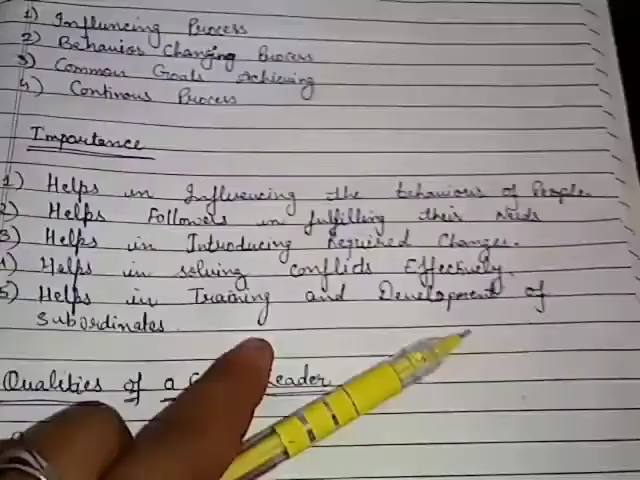 1) Influencing Process
2) Behaviour Changing Process
3) Common Goals Achieving
4) Continous Process
Importance
1) Helps in Influencing the behaviour of People
2) Helps Followers in fulfilling their Needs
3) Helps in Introducing Required Changes.
4) Helps in solving conflicts Effectively.
5) Helps in Training and Development of
Subordinates
Qualities of a